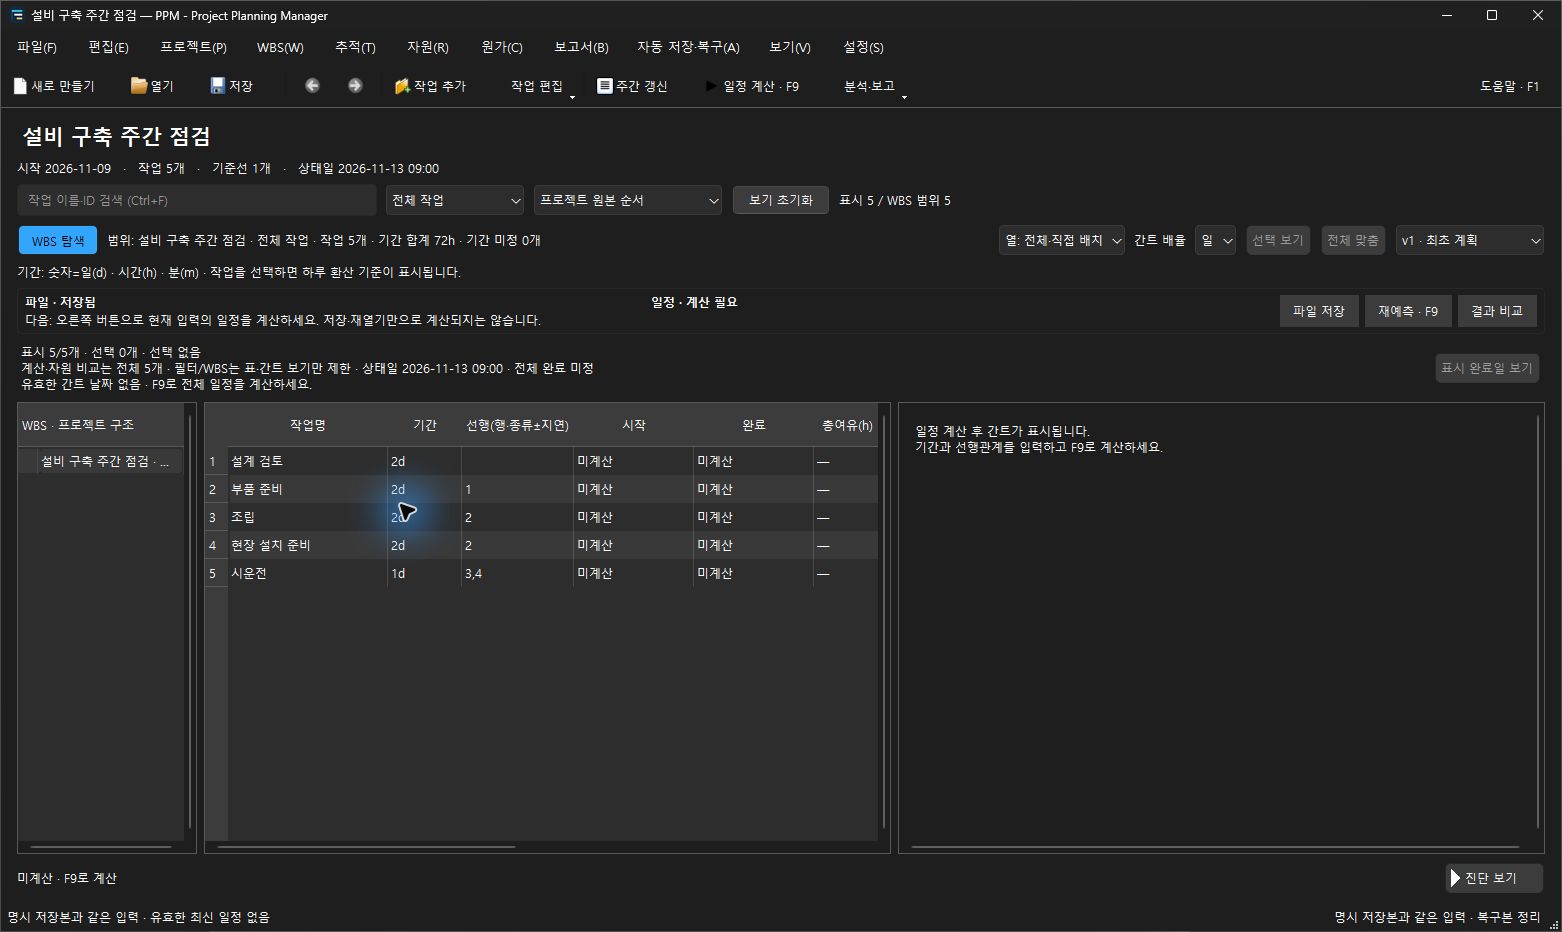 설비 구축 주간 점검 — PPM - Project Planning Manager
파일(F) 편집(E) 프로젝트(P) WBS(W) 추적(T) 자원(R) 원가(C) 보고서(B) 자동 저장·복구(A) 보기(V) 설정(S)
새로 만들기 열기 저장 작업 추가 작업 편집 주간 갱신 일정 계산 · F9 분석·보고 도움말 · F1
설비 구축 주간 점검
시작 2026-11-09 · 작업 5개 · 기준선 1개 · 상태일 2026-11-13 09:00
작업 이름·ID 검색 (Ctrl+F) 전체 작업 프로젝트 원본 순서 보기 초기화 표시 5 / WBS 범위 5
WBS 탐색 범위: 설비 구축 주간 점검 · 전체 작업 · 작업 5개 · 기간 합계 72h · 기간 미정 0개 열: 전체·직접 배치 간트 배율 일 선택 보기 전체 맞춤 v1 · 최초 계획
기간: 숫자=일(d) · 시간(h) · 분(m) · 작업을 선택하면 하루 환산 기준이 표시됩니다.
파일 · 저장됨 일정 · 계산 필요
다음: 오른쪽 버튼으로 현재 입력의 일정을 계산하세요. 저장·재열기만으로 계산되지는 않습니다.
파일 저장 재예측 · F9 결과 비교
표시 5/5개 · 선택 0개 · 선택 없음
계산·자원 비교는 전체 5개 · 필터/WBS는 표·간트 보기만 제한 · 상태일 2026-11-13 09:00 · 전체 완료 미정
유효한 간트 날짜 없음 · F9로 전체 일정을 계산하세요.
표시 완료일 보기
WBS · 프로젝트 구조
설비 구축 주간 점검 · ...
작업명 기간 선행(행·종류±지연) 시작 완료 총여유(h)
1 설계 검토 2d 미계산 미계산 —
2 부품 준비 2d 1 미계산 미계산 —
3 조립 2d 2 미계산 미계산 —
4 현장 설치 준비 2d 2 미계산 미계산 —
5 시운전 1d 3,4 미계산 미계산 —
일정 계산 후 간트가 표시됩니다.
기간과 선행관계를 입력하고 F9로 계산하세요.
미계산 · F9로 계산
진단 보기
명시 저장본과 같은 입력 · 유효한 최신 일정 없음
명시 저장본과 같은 입력 · 복구본 정리